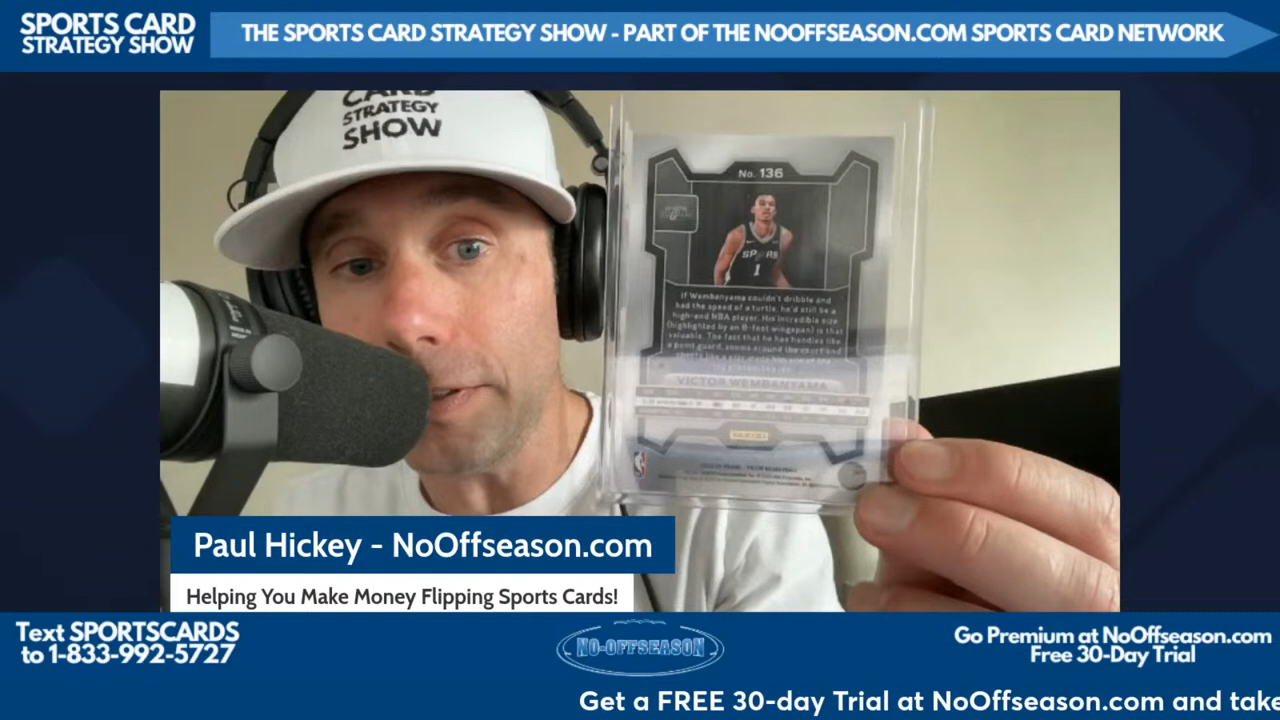 SPORTS CARD
STRATEGY SHOW
THE SPORTS CARD STRATEGY SHOW - PART OF THE NOOFFSEASON.COM SPORTS CARD NETWORK
CARD
STRATEGY
SHOW
No. 136
SPURS
1
If Wembanyama couldn't dribble and
had the speed of a turtle, he'd still be a
high-end NBA player. His incredible size
(highlighted by an 8-foot wingspan) is that
valuable. The fact that he has handles like
a point guard, zooms around the court and
VICTOR WEMBANYAMA
PANINI
Paul Hickey - NoOffseason.com
Helping You Make Money Flipping Sports Cards!
Text SPORTSCARDS
to 1-833-992-5727
NO-OFFSEASON
Go Premium at NoOffseason.com
Free 30-Day Trial
Get a FREE 30-day Trial at NoOffseason.com and take